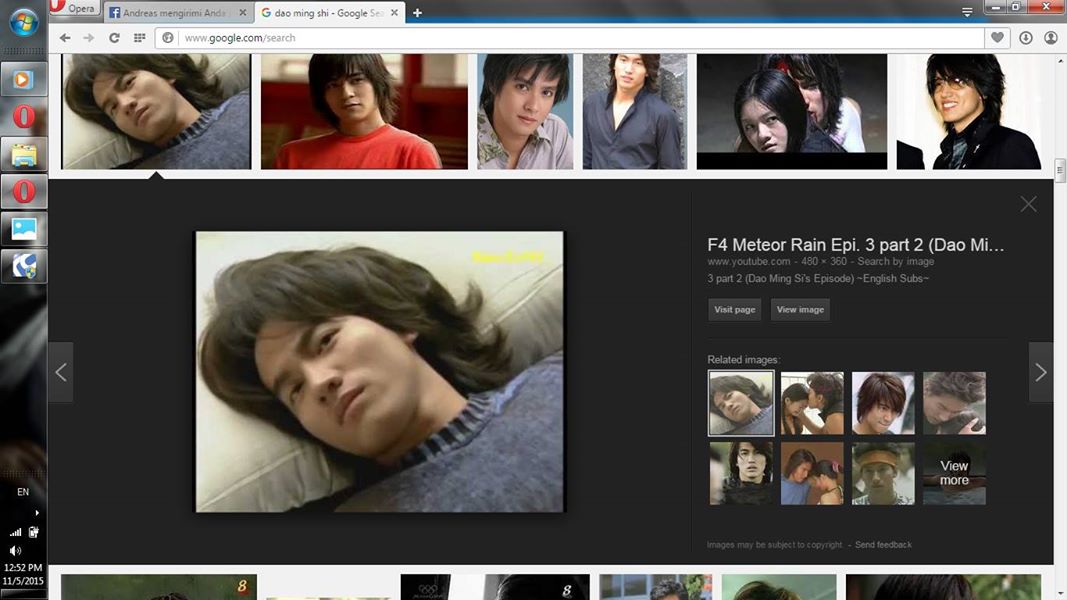 Opera
Andreas mengirimi Anda
dao ming shi - Google Sea
www.google.com/search
F4 Meteor Rain Epi. 3 part 2 (Dao Mi...
www.youtube.com - 480 × 360 - Search by image
3 part 2 (Dao Ming Si's Episode) ~English Subs~
Visit page
View image
Related images:
View
more
Images may be subject to copyright. - Send feedback
EN
12:52 PM
11/5/2015
8
8